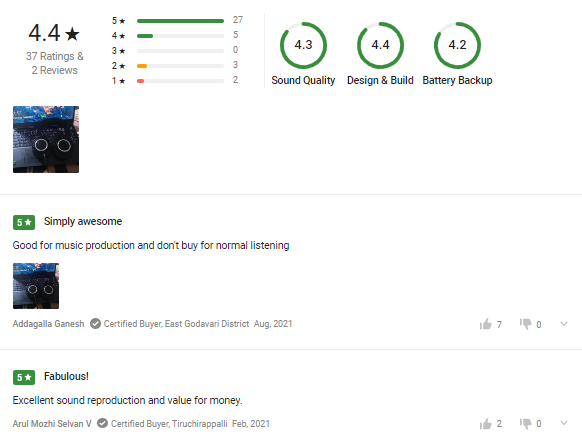 4.4★
37 Ratings &
2 Reviews
5★ 27
4★ 5
3★ 0
2★ 3
1★ 2
4.3
Sound Quality
4.4
Design & Build
4.2
Battery Backup
5★ Simply awesome
Good for music production and don't buy for normal listening
Addagalla Ganesh Certified Buyer, East Godavari District Aug, 2021 7 0
5★ Fabulous!
Excellent sound reproduction and value for money.
Arul Mozhi Selvan V Certified Buyer, Tiruchirappalli Feb, 2021 2 0